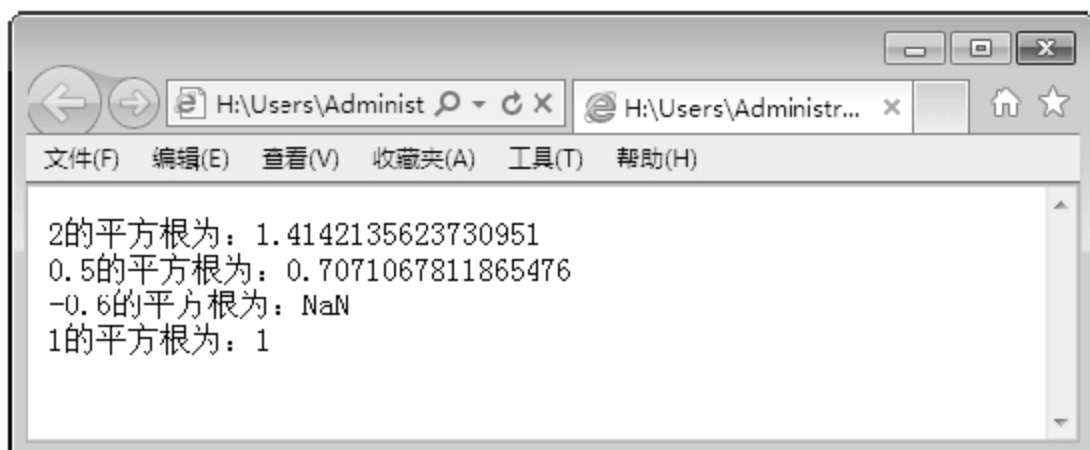 H:\Users\Administ
H:\Users\Administr...
文件(F) 编辑(E) 查看(V) 收藏夹(A) 工具(T) 帮助(H)
2的平方根为：1.4142135623730951
0.5的平方根为：0.7071067811865476
-0.6的平方根为：NaN
1的平方根为：1